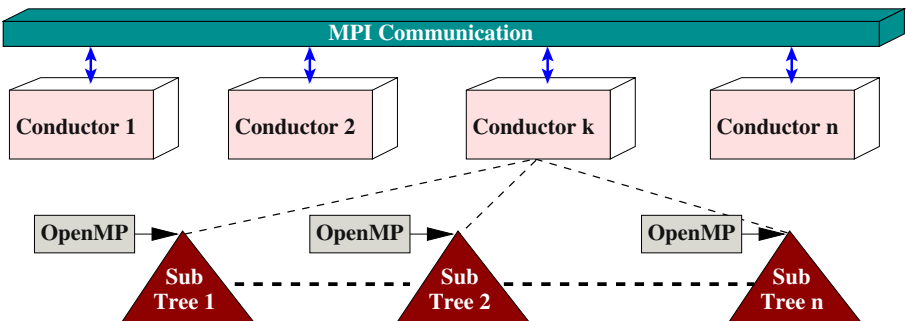 MPI Communication
Conductor 1
Conductor 2
Conductor k
Conductor n
OpenMP
OpenMP
OpenMP
Sub
Tree 1
Sub
Tree 2
Sub
Tree n